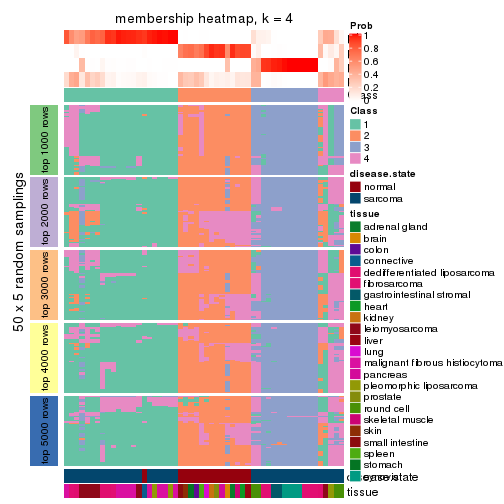 membership heatmap, k = 4
Prob
1
0.8
0.6
0.4
0.2
0
Class
1
2
3
4
disease.state
normal
sarcoma
tissue
adrenal gland
brain
colon
connective
dedifferentiated liposarcoma
fibrosarcoma
gastrointestinal stromal
heart
kidney
leiomyosarcoma
liver
lung
malignant fibrous histiocytoma
pancreas
pleomorphic liposarcoma
prostate
round cell
skeletal muscle
skin
small intestine
spleen
stomach
disease.state
tissue
50 x 5 random samplings
top 1000 rows
top 2000 rows
top 3000 rows
top 4000 rows
top 5000 rows